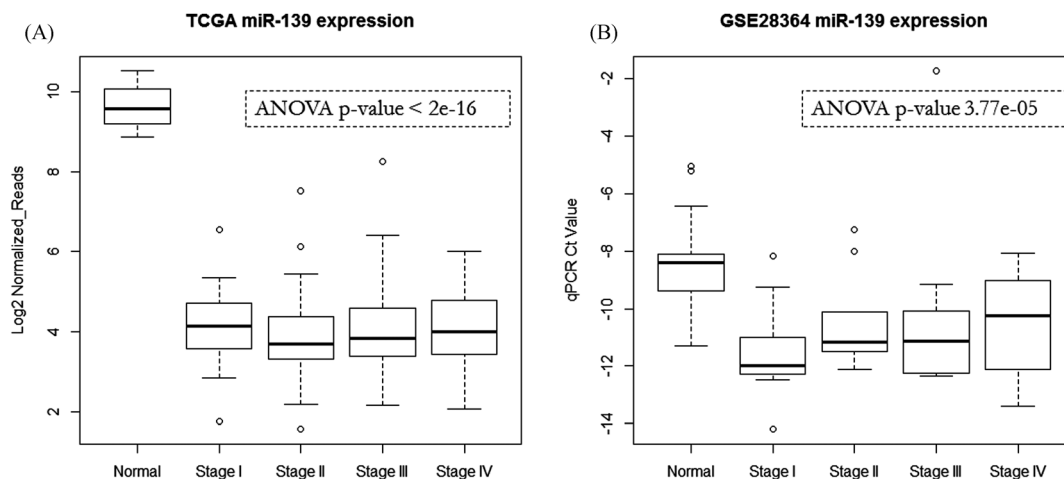 (A)
TCGA miR-139 expression
ANOVA p-value < 2e-16
Log2 Normalized_Reads
10
8
6
4
2
Normal Stage I Stage II Stage III Stage IV
(B)
GSE28364 miR-139 expression
ANOVA p-value 3.77e-05
qPCR Ct Value
-2
-4
-6
-8
-10
-12
-14
Normal Stage I Stage II Stage III Stage IV